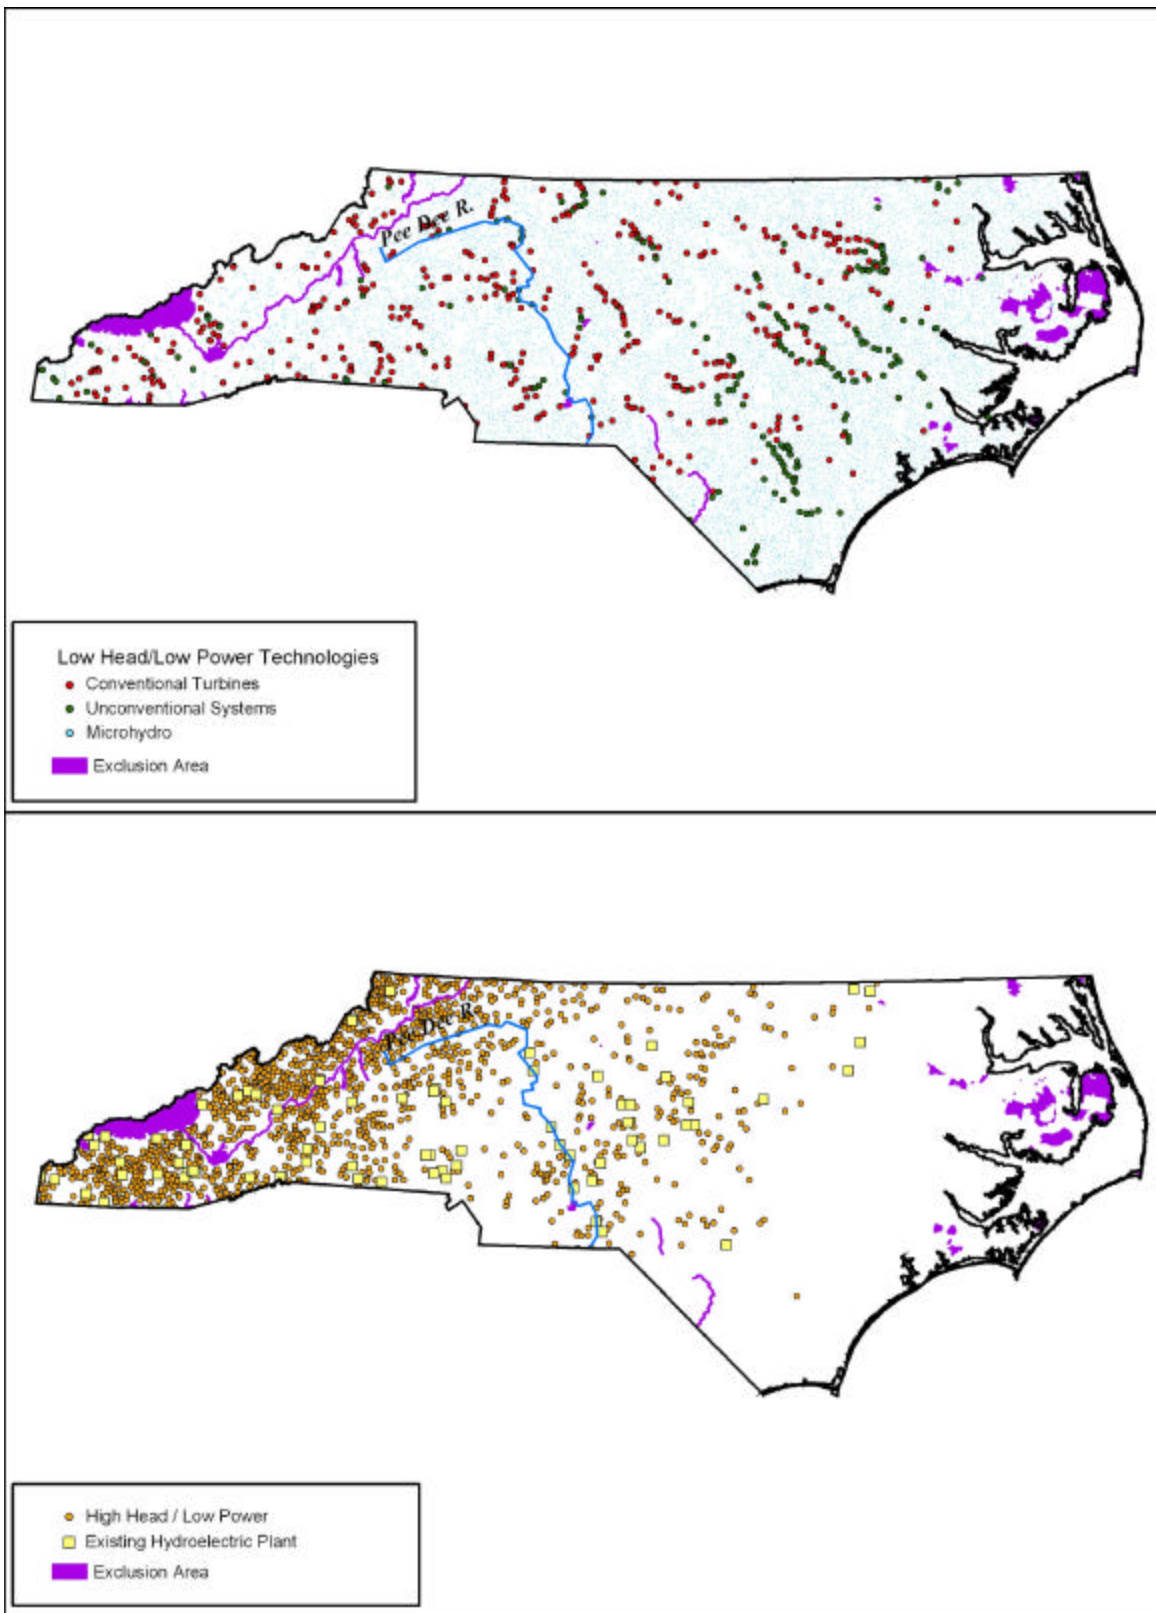 Pee Dee R.
Low Head/Low Power Technologies
Conventional Turbines
Unconventional Systems
Microhydro
Exclusion Area
Pee Dee R.
High Head / Low Power
Existing Hydroelectric Plant
Exclusion Area